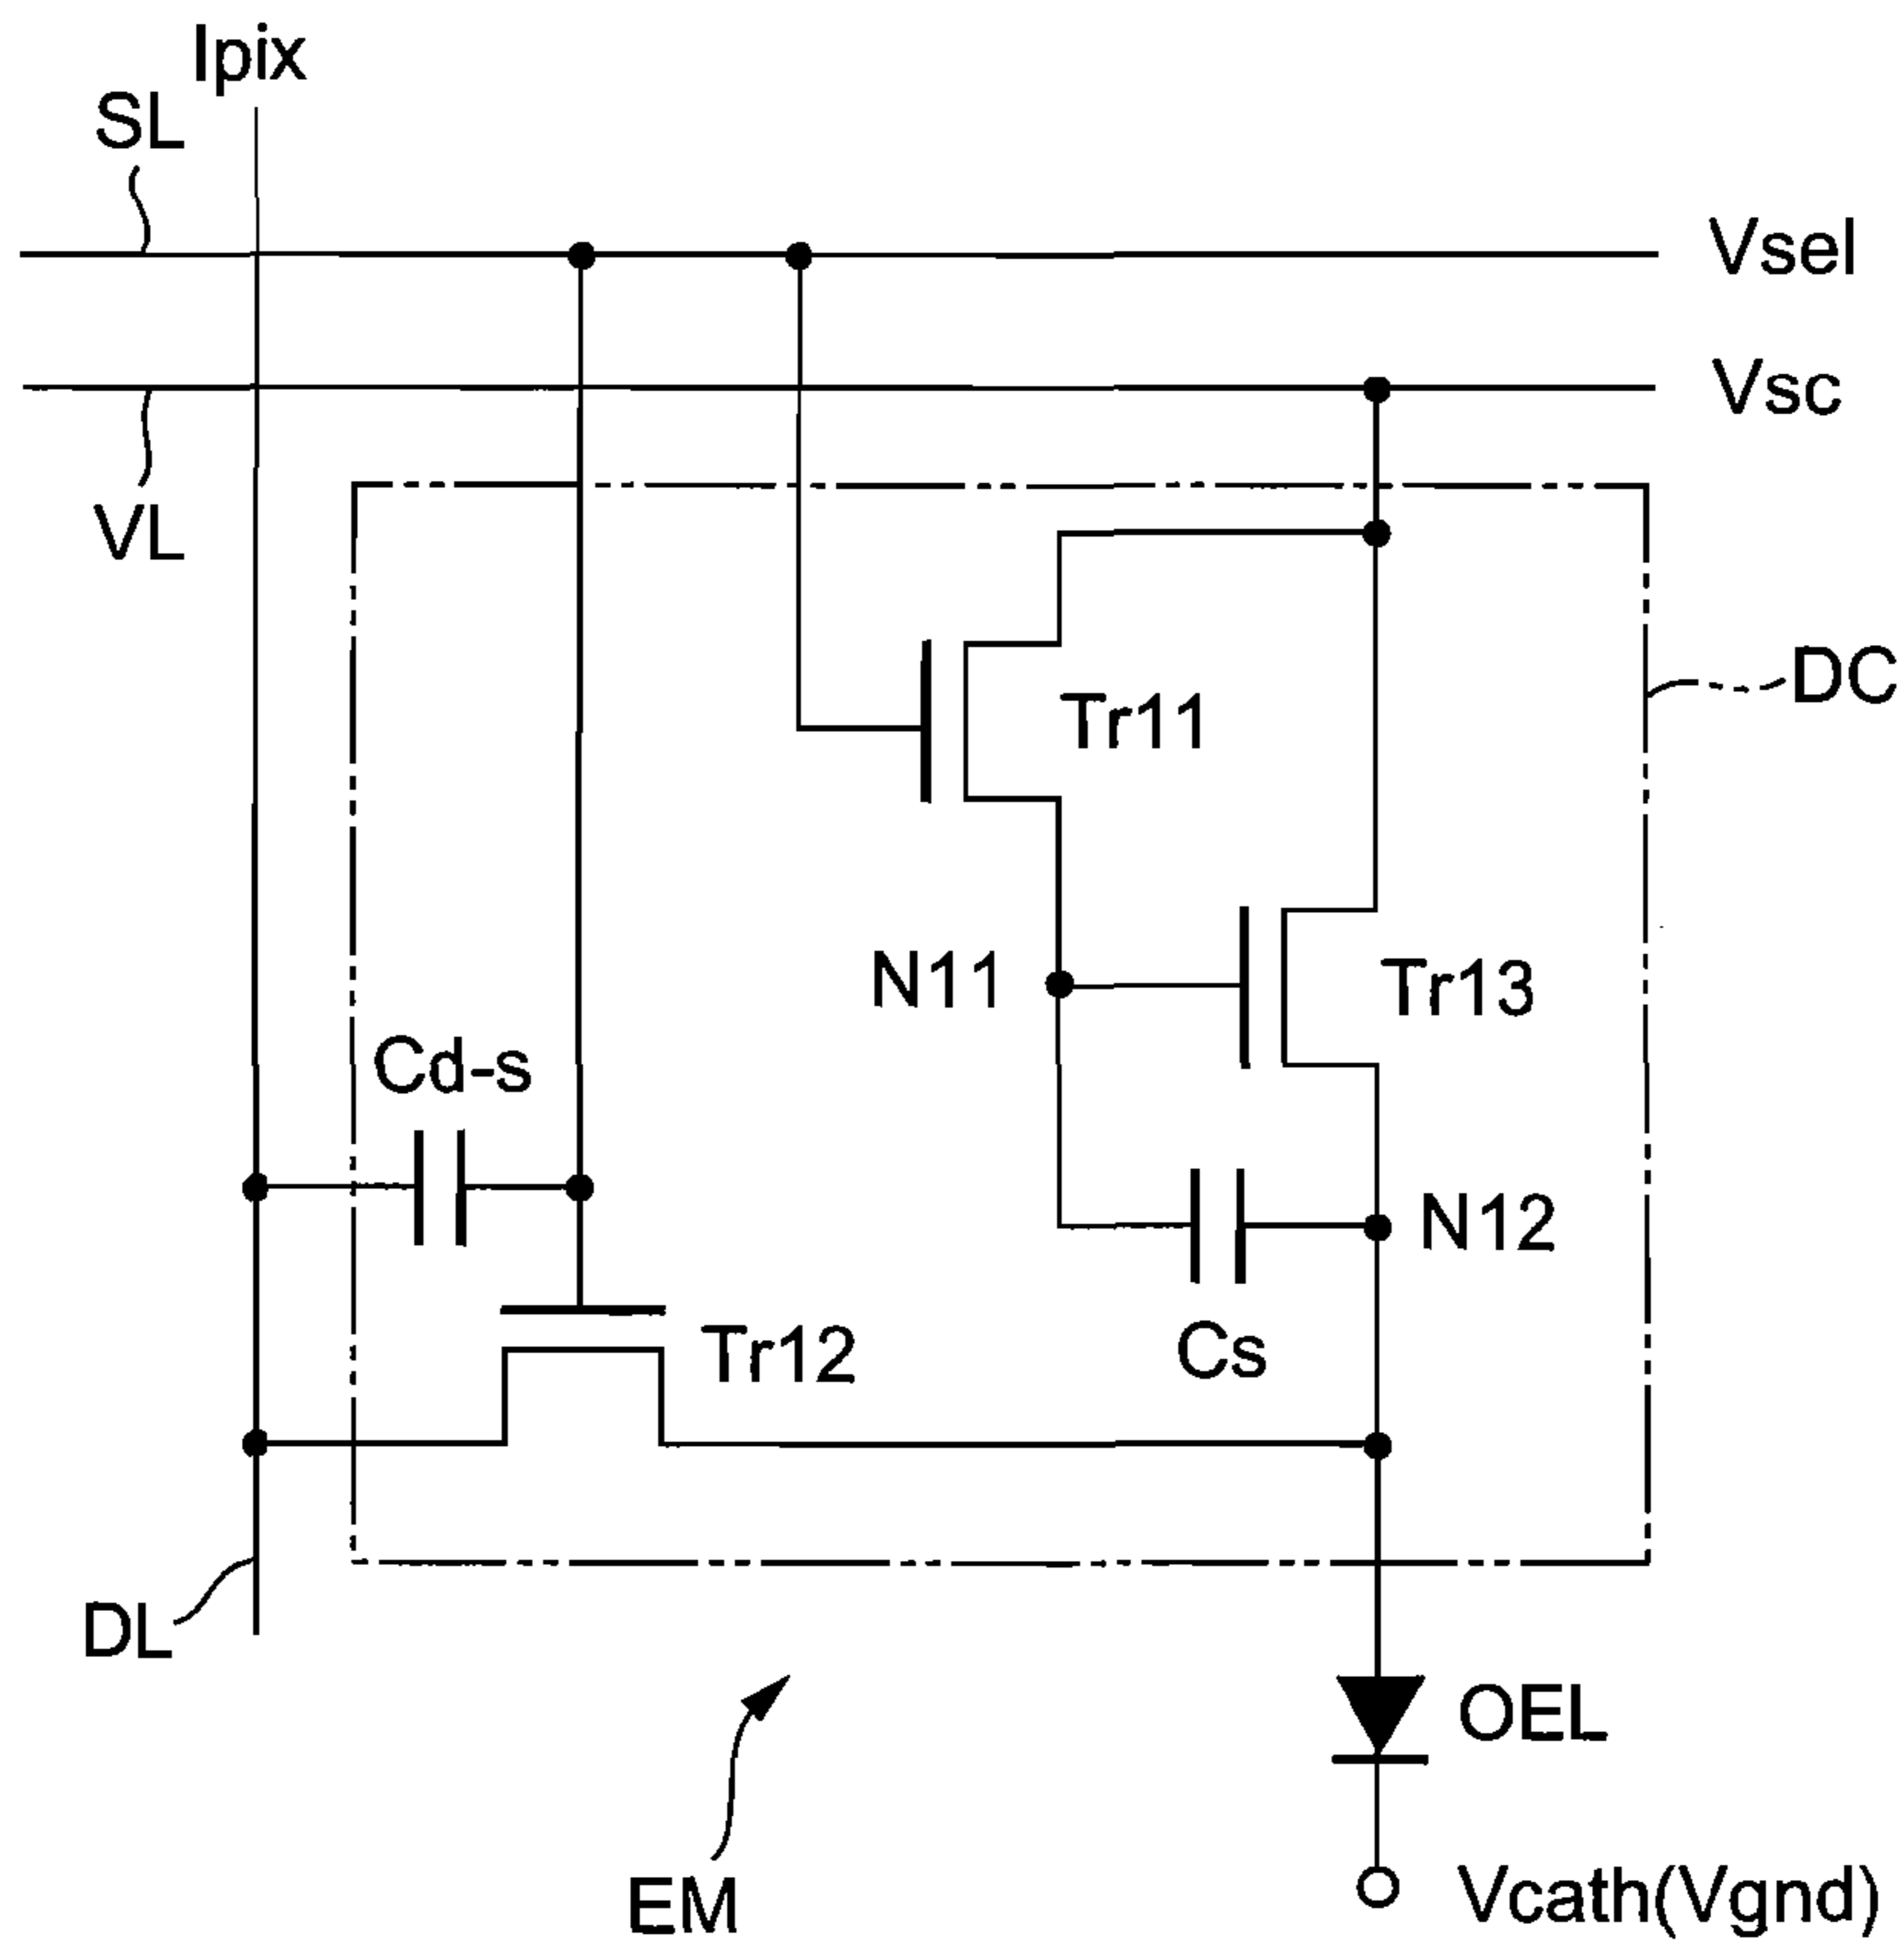 Ipix
SL
Vsel
Vsc
VL
DC
Tr11
N11
Tr13
Cd-s
N12
Tr12
Cs
DL
OEL
EM
Vcath(Vgnd)